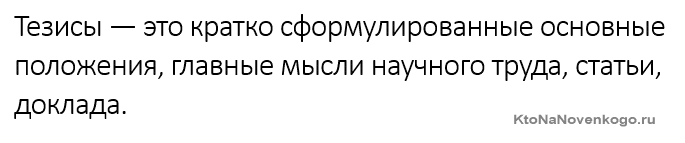 Тезисы — это кратко сформулированные основные
положения, главные мысли научного труда, статьи,
доклада.
KtoNaNovenkogo.ru